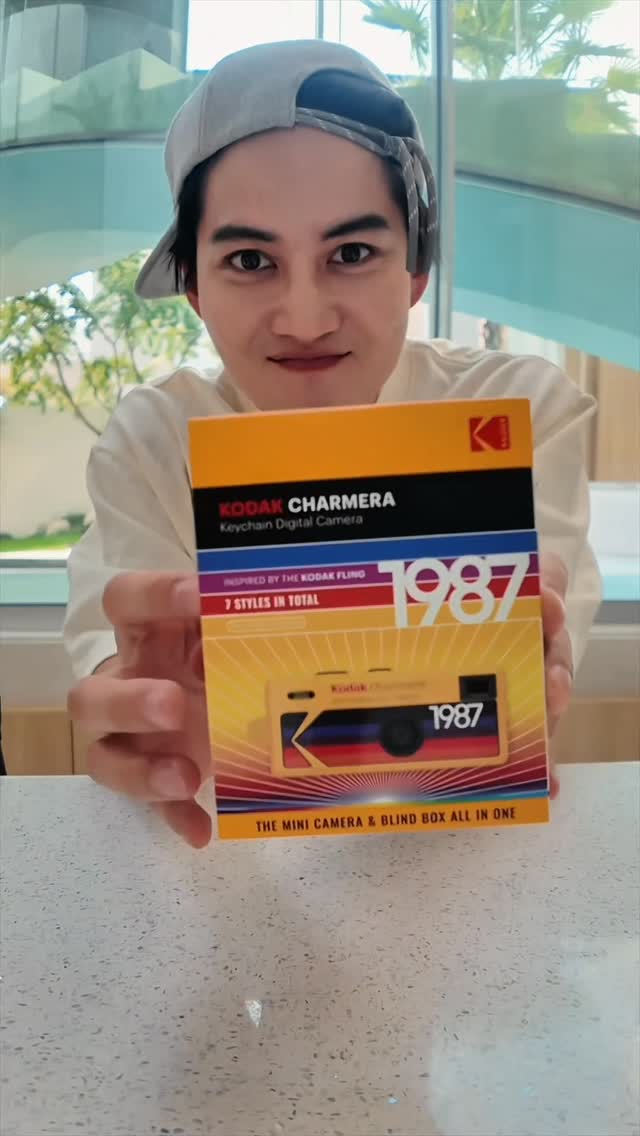 KODAK
KODAK CHARMERA
Keychain Digital Camera
INSPIRED BY THE KODAK FLING
1987
7 STYLES IN TOTAL
Kodak Charmera
1987
THE MINI CAMERA & BLIND BOX ALL IN ONE